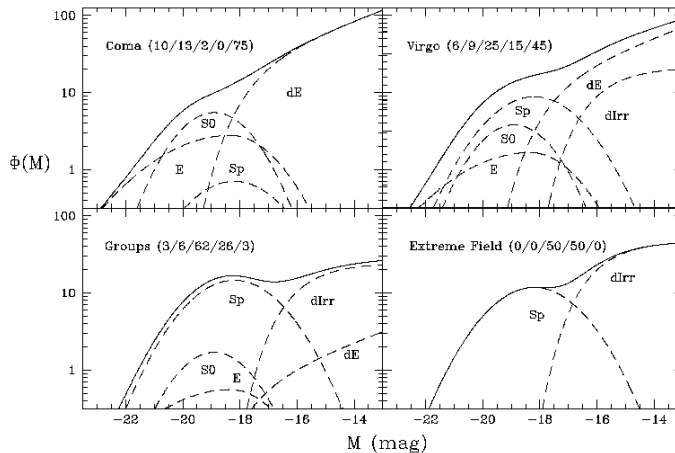 100
10
1
Φ(M)
100
10
1
Coma (10/13/2/0/75)
dE
S0
E
Sp
Virgo (6/9/25/15/45)
dE
Sp
dIrr
S0
E
Groups (3/6/62/26/3)
Sp
dIrr
S0
E
dE
Extreme Field (0/0/50/50/0)
dIrr
Sp
−22 −20 −18 −16 −14 −22 −20 −18 −16 −14
M (mag)